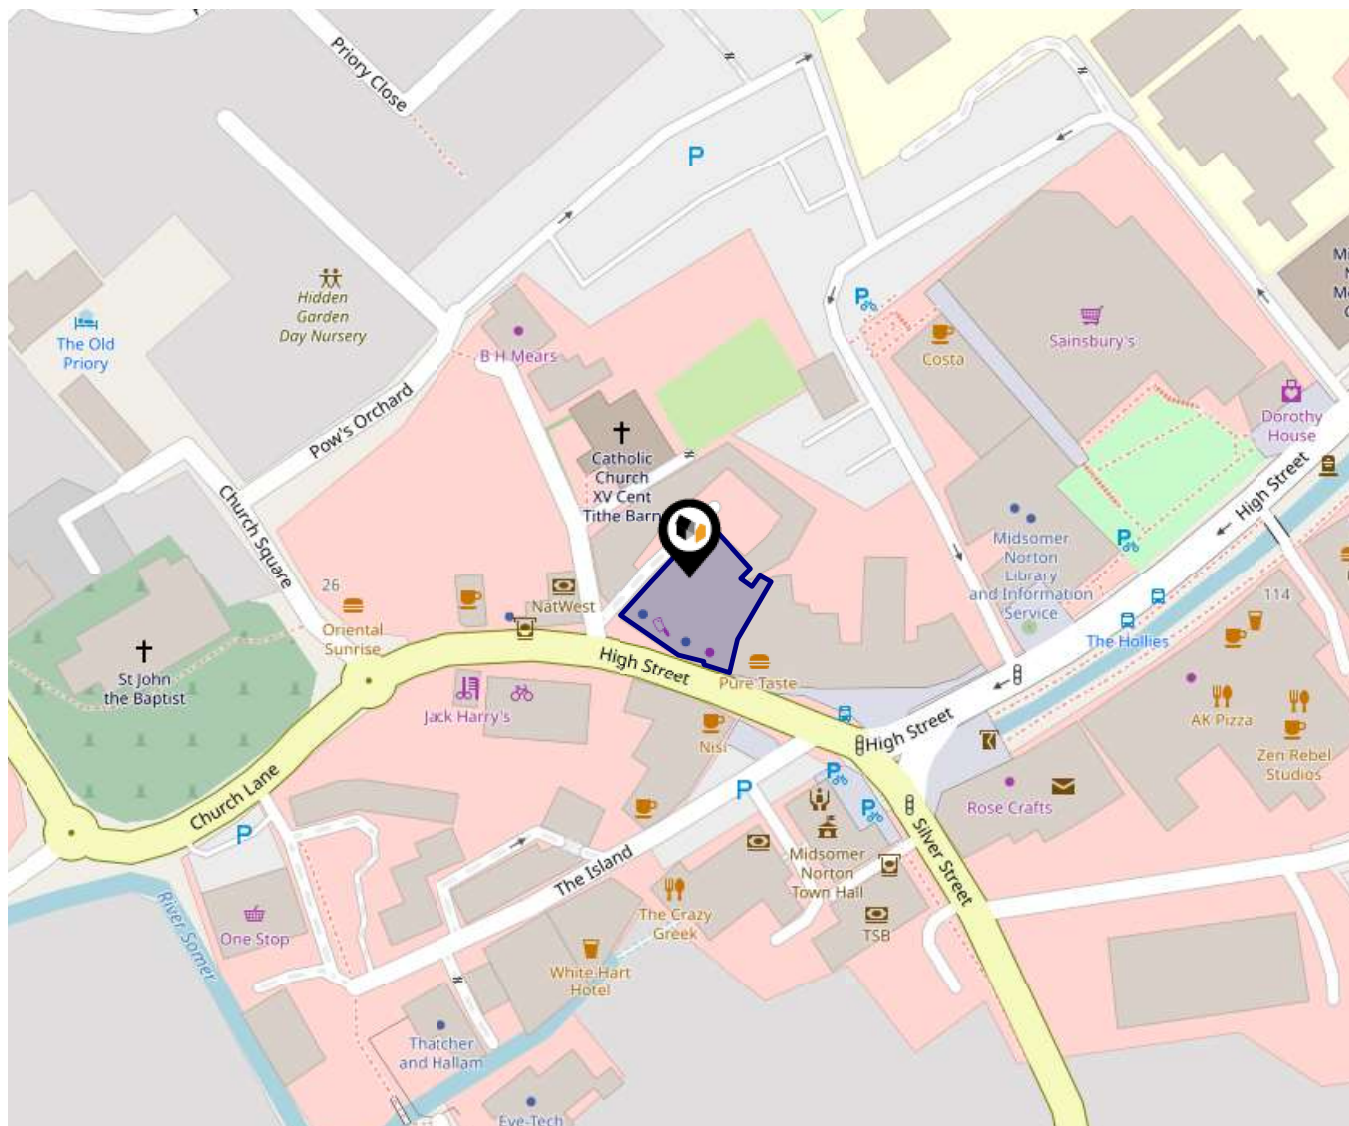 Priory Close
P
Hidden
Garden
Day Nursery
The Old
Priory
B H Mears
P
Costa
Sainsbury's
Dorothy
House
Pow's Orchard
Catholic
Church
XV Cent
Tithe Barn
High Street
Church Square
Midsomer
Norton
Library
and Information
Service
P
26
NatWest
114
The Hollies
Oriental
Sunrise
High Street
St John
the Baptist
Pure Taste
Jack Harry's
Nisi
High Street
AK Pizza
Zen Rebel
Studios
P
P
P
Rose Crafts
Church Lane
P
Silver Street
Midsomer
Norton
Town Hall
The Island
The Crazy
Greek
One Stop
TSB
River Somer
White Hart
Hotel
Thatcher
and Hallam
Eye-Tech